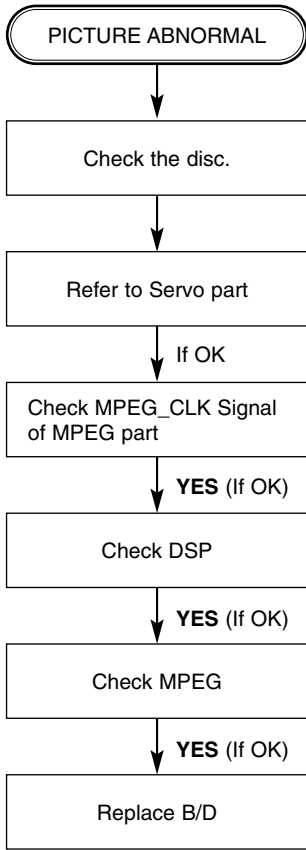 PICTURE ABNORMAL
Check the disc.
Refer to Servo part
If OK
Check MPEG_CLK Signal
of MPEG part
YES (If OK)
Check DSP
YES (If OK)
Check MPEG
YES (If OK)
Replace B/D